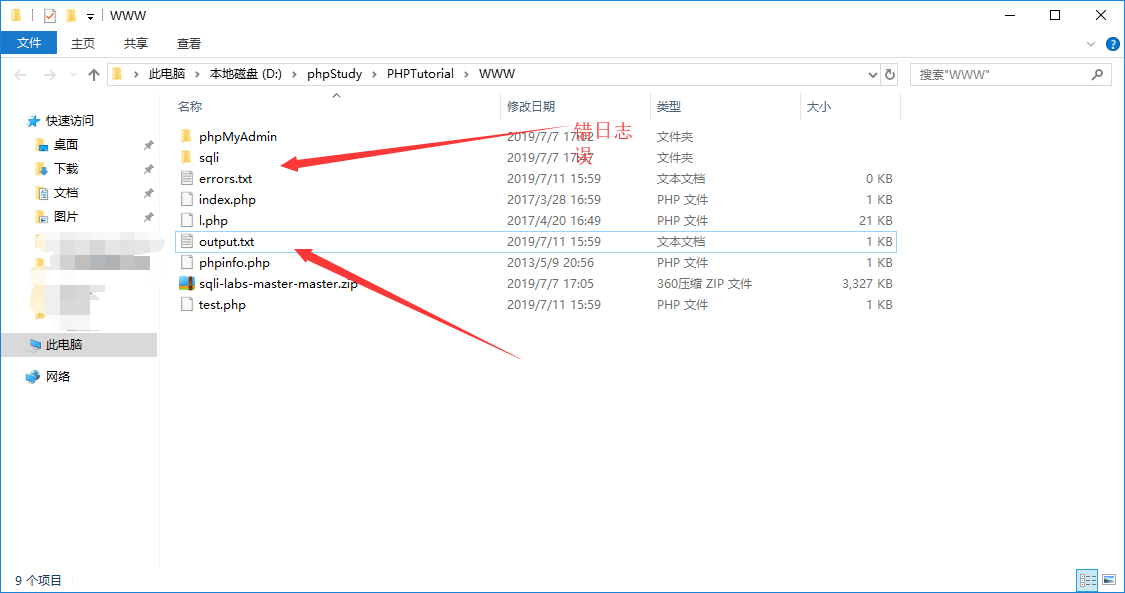 WWW
文件 主页 共享 查看
此电脑 本地磁盘 (D:) phpStudy PHPTutorial WWW 搜索"WWW"
名称 修改日期 类型 大小
快速访问
桌面
下载
文档
图片
此电脑
网络
phpMyAdmin 2019/7/7 17:02 文件夹
sqli 2019/7/7 17:47 文件夹
errors.txt 2019/7/11 15:59 文本文档 0 KB
index.php 2017/3/28 16:59 PHP 文件 1 KB
l.php 2017/4/20 16:49 PHP 文件 21 KB
output.txt 2019/7/11 15:59 文本文档 1 KB
phpinfo.php 2013/5/9 20:56 PHP 文件 1 KB
sqli-labs-master-master.zip 2019/7/7 17:05 360压缩 ZIP 文件 3,327 KB
test.php 2019/7/11 15:59 PHP 文件 1 KB
错日志
误
9 个项目